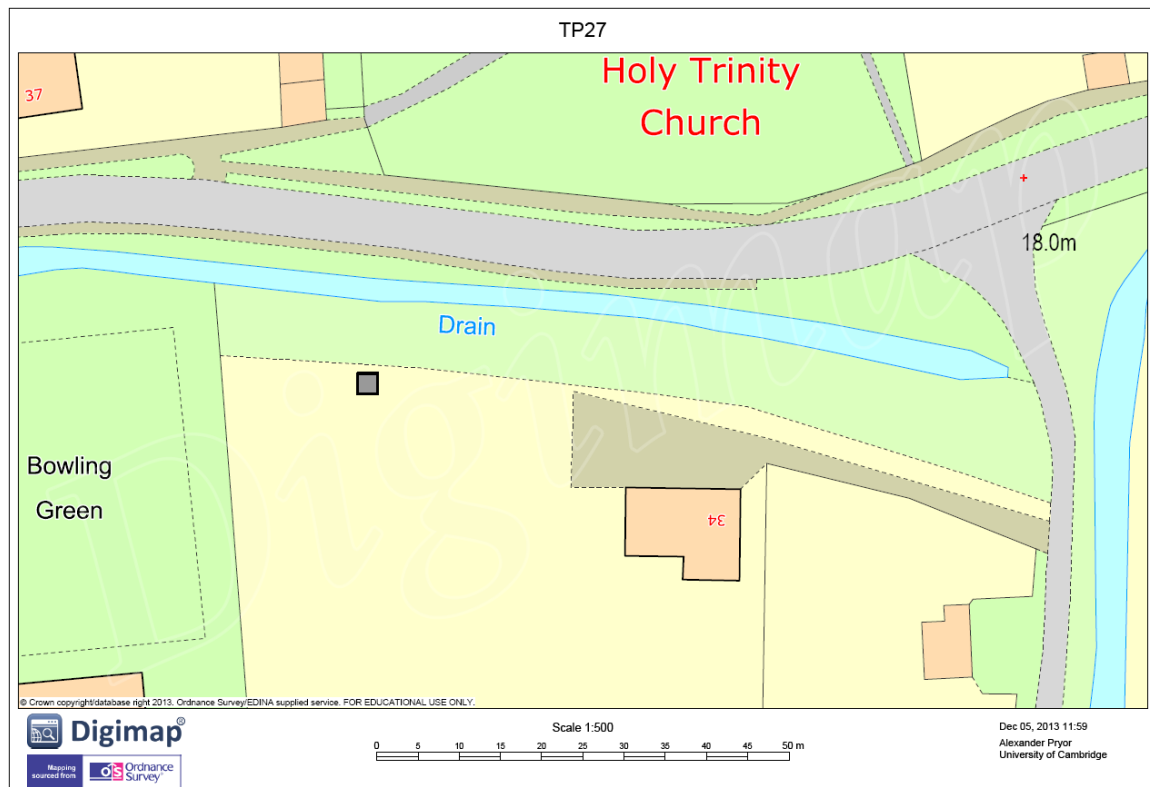 TP27
Holy Trinity
Church
37
18.0m
Drain
Bowling
Green
34
Digimap
© Crown copyright/database right 2013. Ordnance Survey/EDINA supplied service. FOR EDUCATIONAL USE ONLY.
Digimap®
Mapping
sourced from
OS Ordnance
Survey®
Scale 1:500
0 5 10 15 20 25 30 35 40 45 50 m
Dec 05, 2013 11:59
Alexander Pryor
University of Cambridge